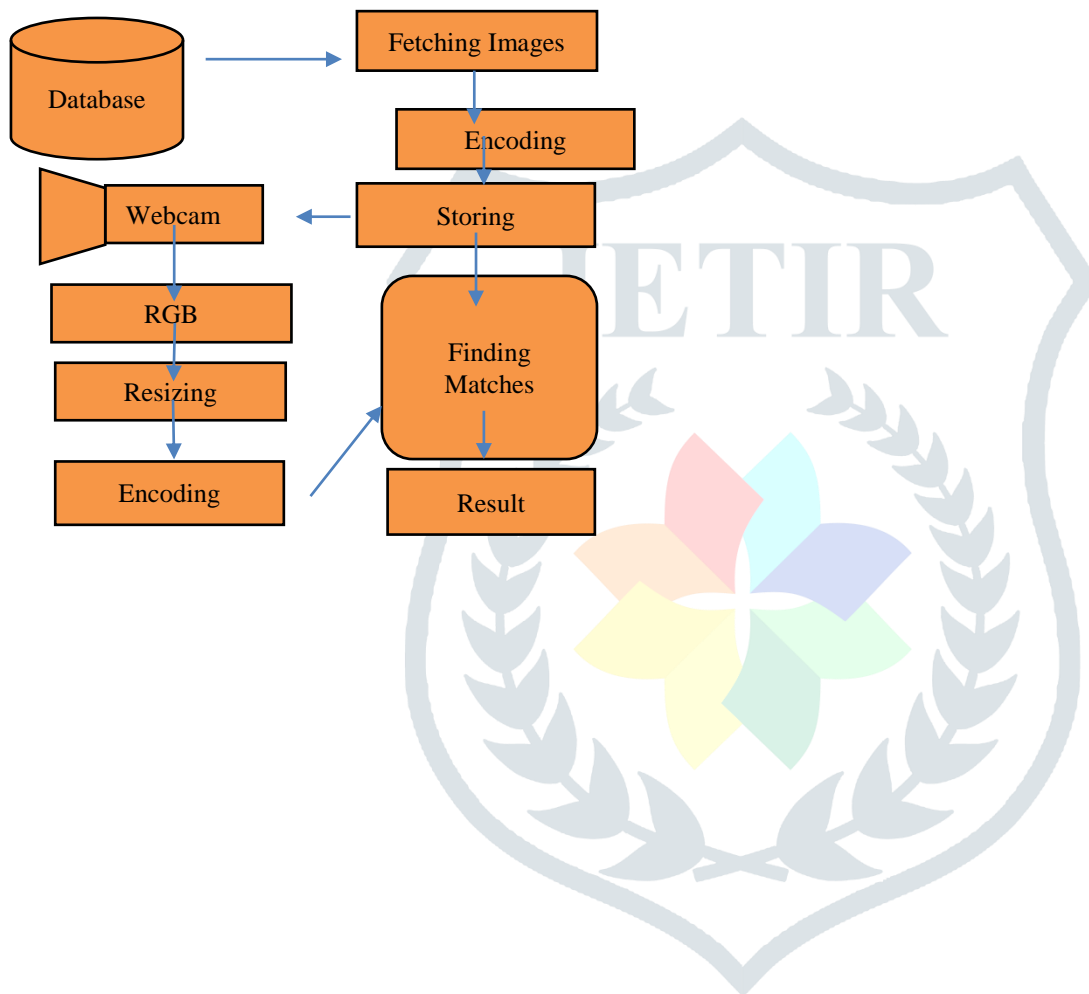 Fetching Images
Database
Encoding
Webcam
Storing
JETIR
RGB
Finding
Matches
Resizing
Encoding
Result